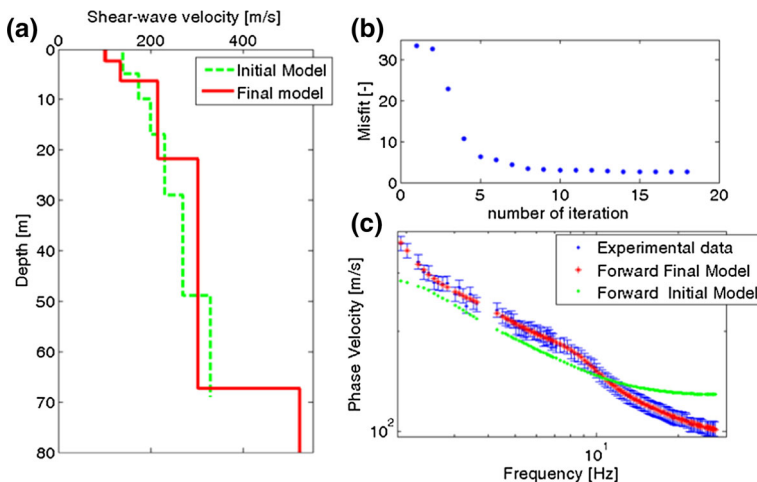 (a)
Shear-wave velocity [m/s]
0 200 400
0
10
20
30
40
50
60
70
80
Depth [m]
Initial Model
Final model
(b)
30
20
10
0
Misfit [-]
0 5 10 15 20
number of iteration
(c)
Experimental data
Forward Final Model
Forward Initial Model
Phase Velocity [m/s]
10²
10¹
Frequency [Hz]